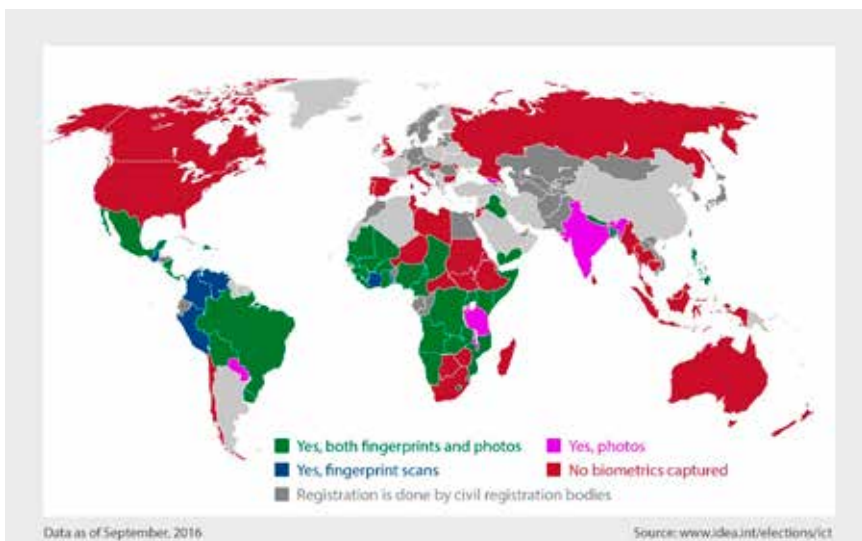 Yes, both fingerprints and photos
Yes, photos
Yes, fingerprint scans
No biometrics captured
Registration is done by civil registration bodies
Data as of September, 2016
Source: www.idea.int/elections/ict